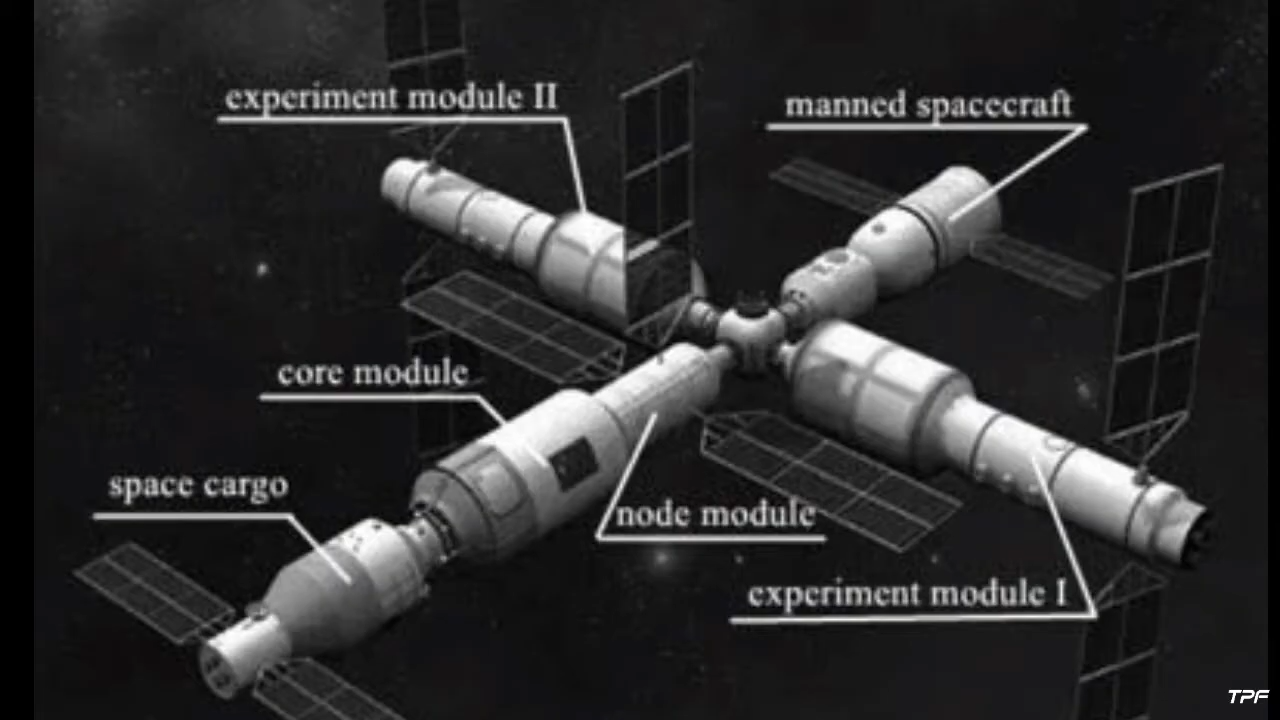 experiment module II
manned spacecraft
core module
space cargo
node module
experiment module I
TPF